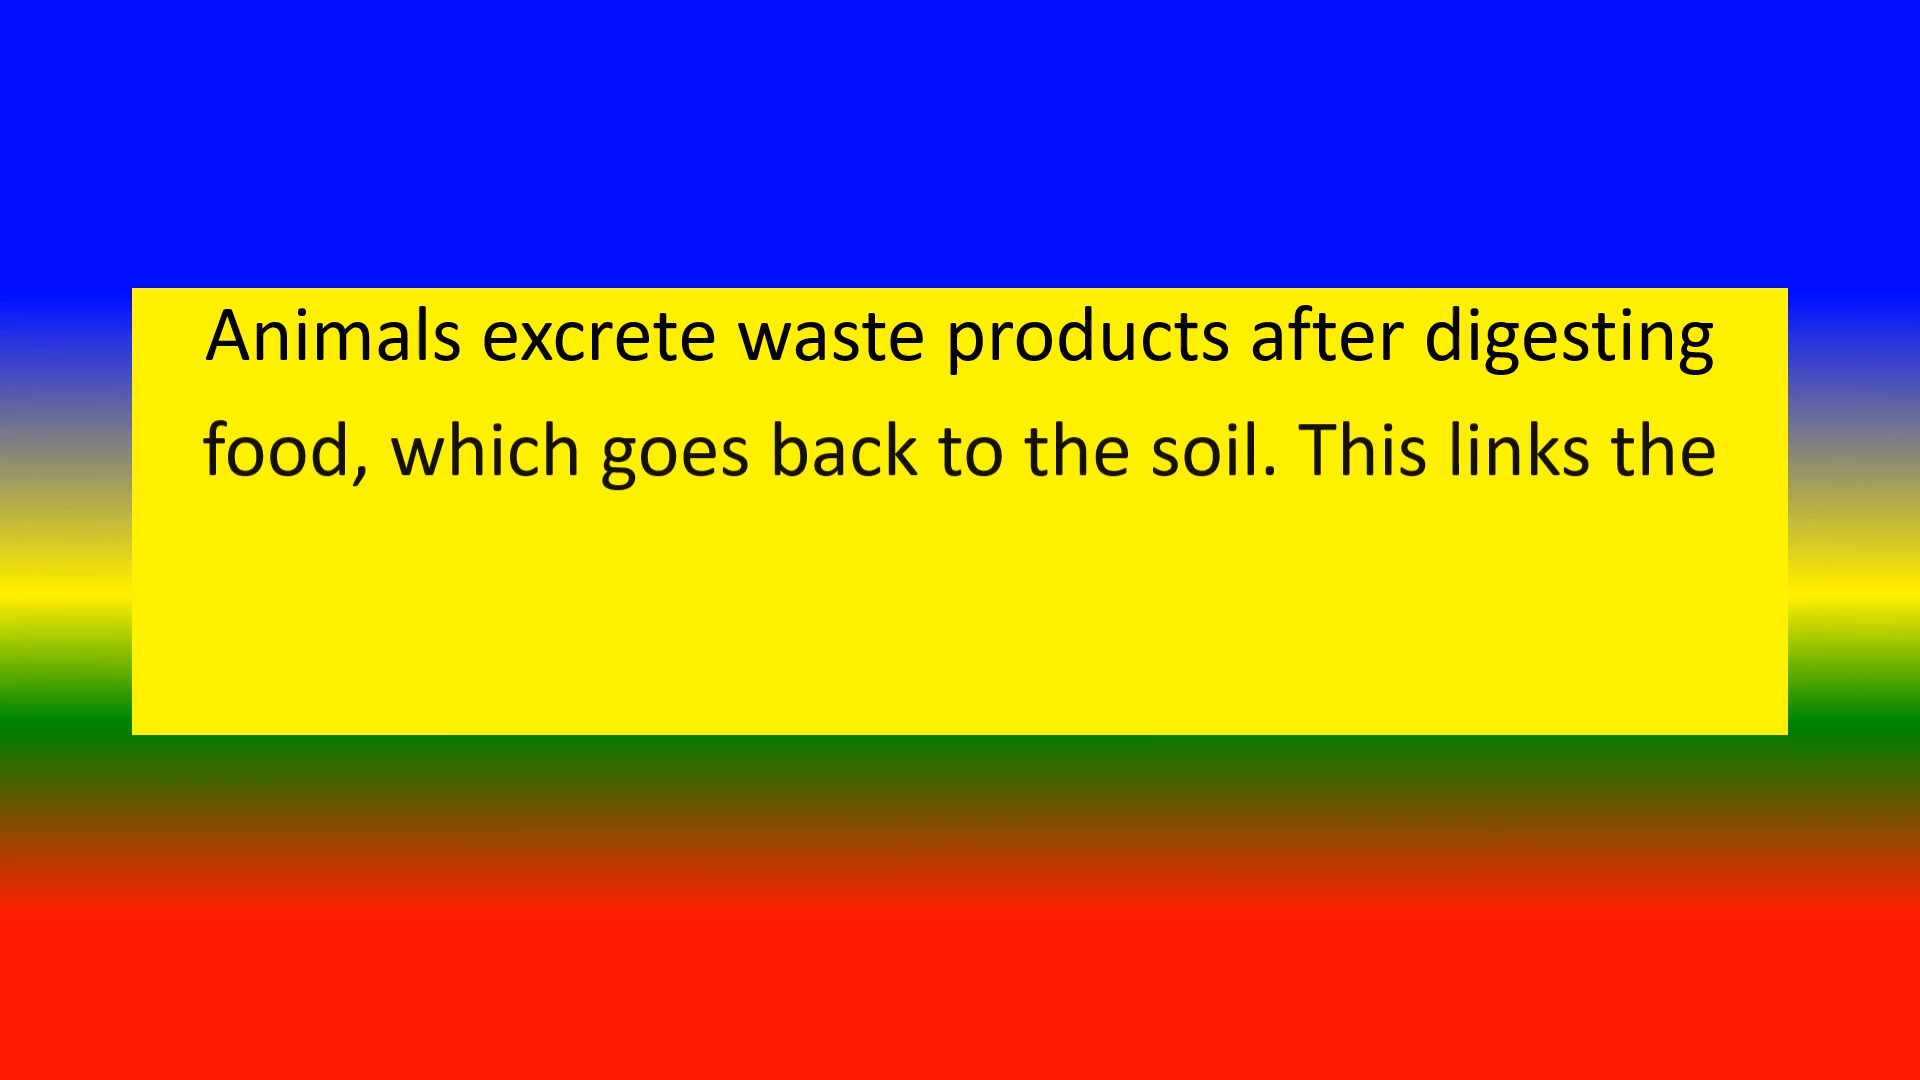 Animals excrete waste products after digesting
food, which goes back to the soil. This links the